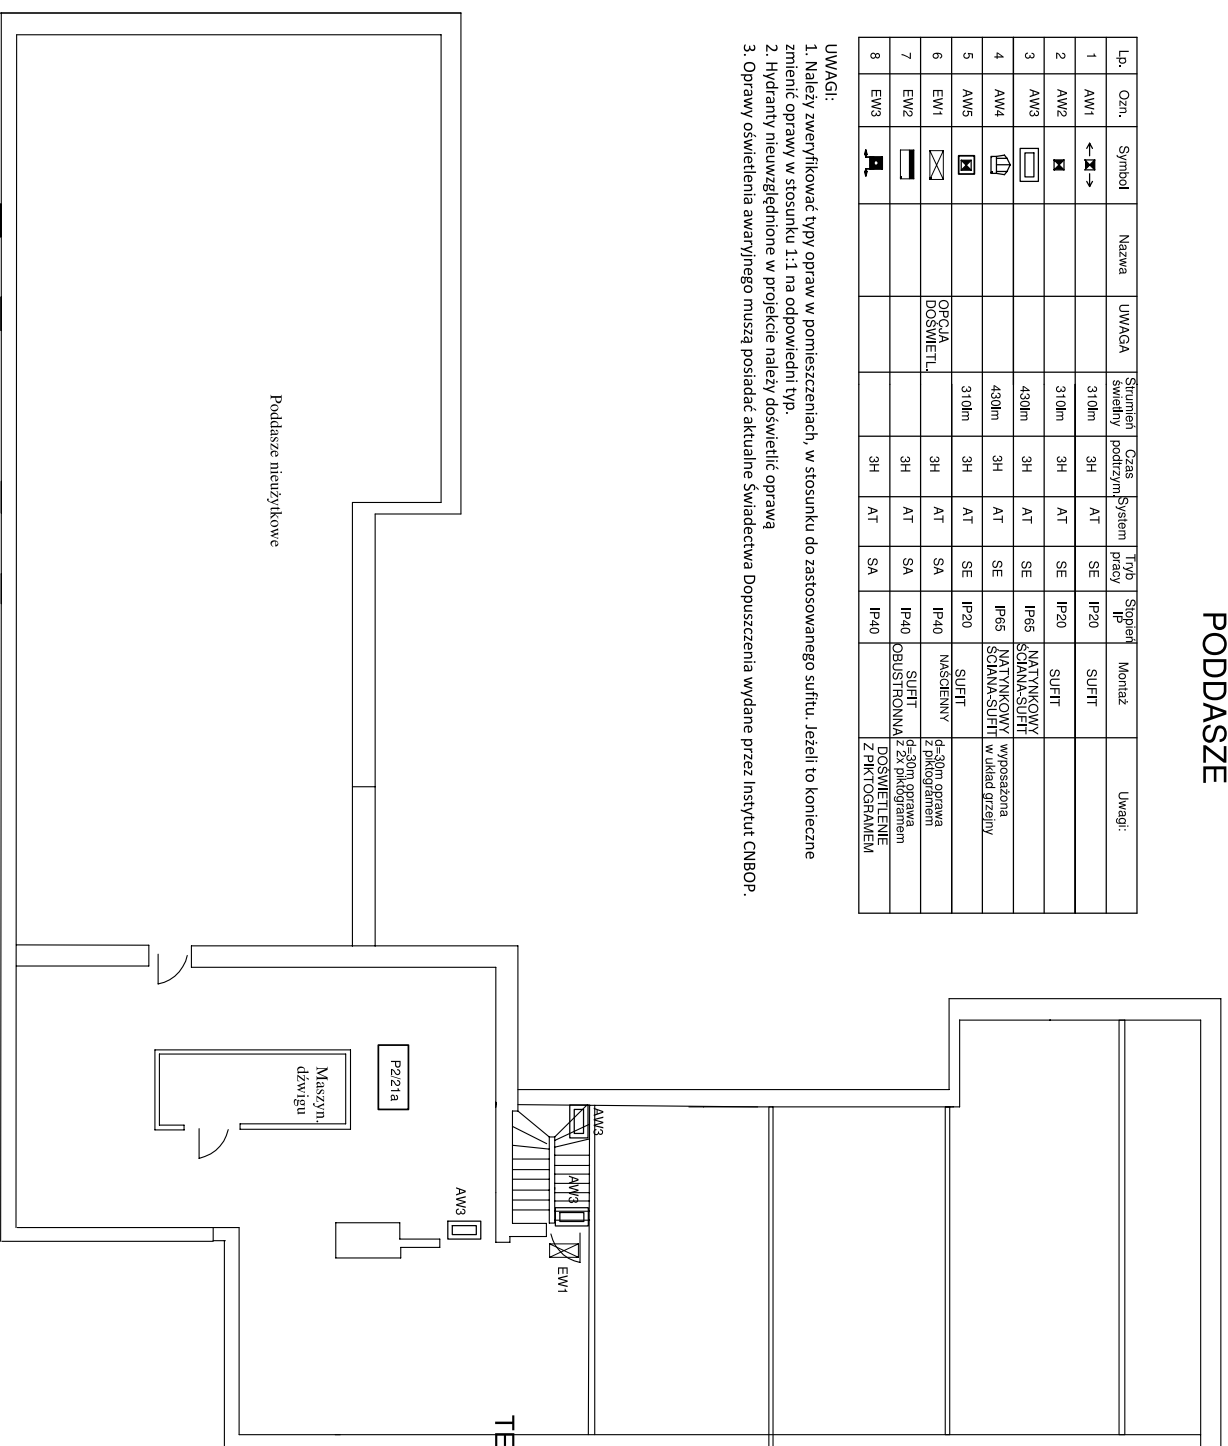 PODDASZE
Lp. Ozn. Symbol Nazwa UWAGA Strumień świetlny Czas podtrzym. System Tryb pracy Stopień IP Montaż Uwagi:
1 AW1 310lm 3H AT SE IP20 SUFIT
2 AW2 310lm 3H AT SE IP20 SUFIT
3 AW3 430lm 3H AT SE IP65 NATYNKOWY ŚCIANA-SUFIT
4 AW4 430lm 3H AT SE IP65 NATYNKOWY ŚCIANA-SUFIT wyposażona w układ grzejny
5 AW5 310lm 3H AT SE IP20 SUFIT
6 EW1 OPCJA DOŚWIETL. 3H AT SA IP40 NAŚCIENNY d=30m oprawa z piktogramem
7 EW2 3H AT SA IP40 SUFIT OBUSTRONNA d=30m oprawa z 2x piktogramem
8 EW3 3H AT SA IP40 DOŚWIETLENIE Z PIKTOGRAMEM
UWAGI:
1. Należy zweryfikować typy opraw w pomieszczeniach, w stosunku do zastosowanego sufitu. Jeżeli to konieczne
zmienić oprawy w stosunku 1:1 na odpowiedni typ.
2. Hydranty nieuwzględnione w projekcie należy doświetlić oprawą
3. Oprawy oświetlenia awaryjnego muszą posiadać aktualne Świadectwa Dopuszczenia wydane przez Instytut CNBOP.
AW3
AW3
EW1
TE
AW3
P2/21a
Maszyn.
dźwigu
Poddasze nieużytkowe